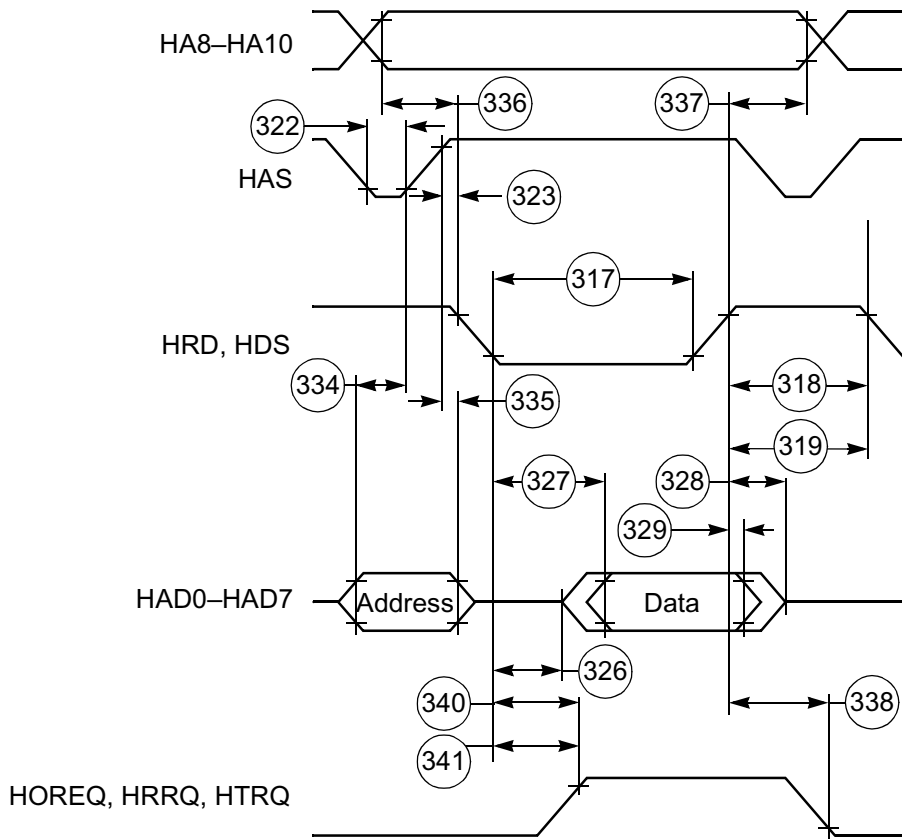 HA8–HA10
336
337
322
HAS
323
317
HRD, HDS
334
335
318
319
327
328
329
HAD0–HAD7
Address
Data
326
340
338
341
HOREQ, HRRQ, HTRQ